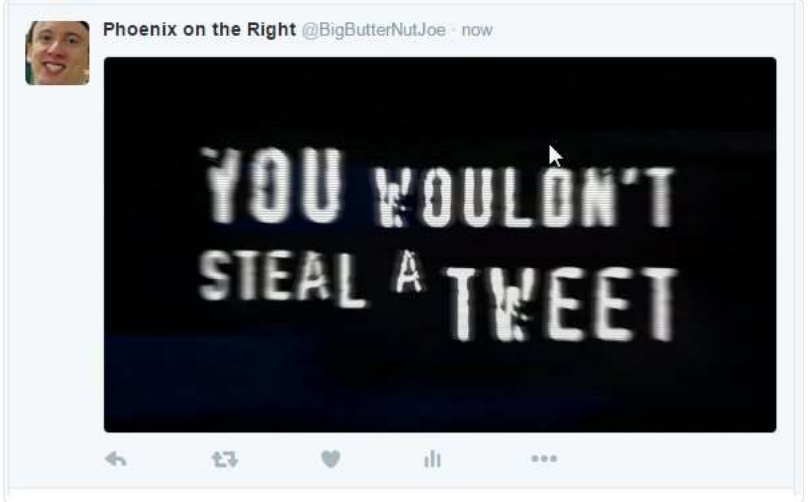 Phoenix on the Right @BigButterNutJoe · now
YOU WOULDN'T
STEAL A TWEET